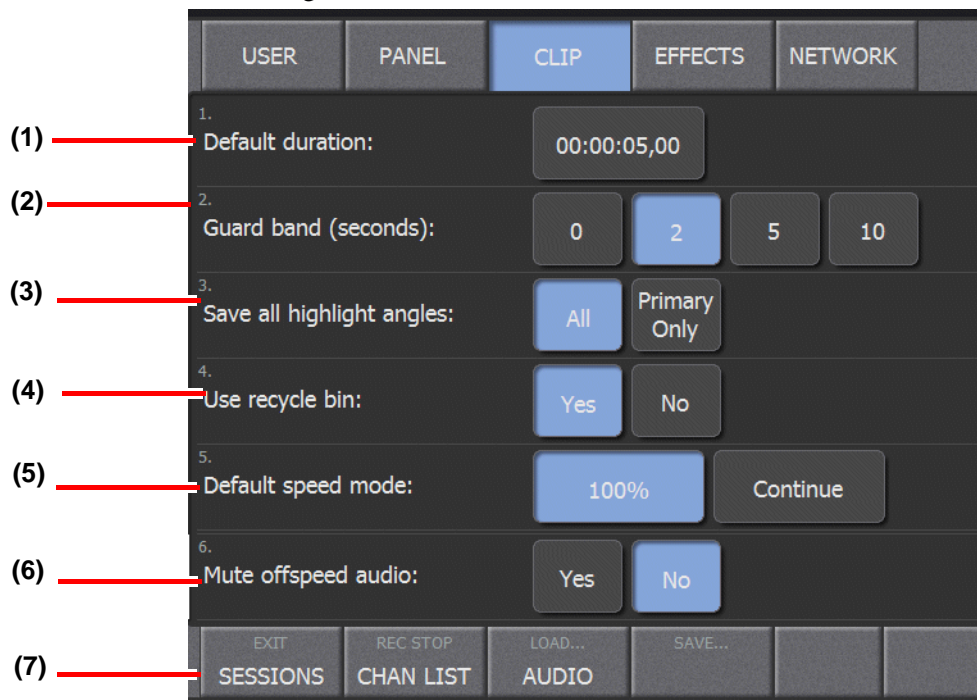 USER PANEL CLIP EFFECTS NETWORK
1.
(1) Default duration: 00:00:05,00
2.
(2) Guard band (seconds): 0 2 5 10
3.
(3) Save all highlight angles: All Primary Only
4.
(4) Use recycle bin: Yes No
5.
(5) Default speed mode: 100% Continue
6.
(6) Mute offspeed audio: Yes No
EXIT REC STOP LOAD... SAVE...
(7) SESSIONS CHAN LIST AUDIO